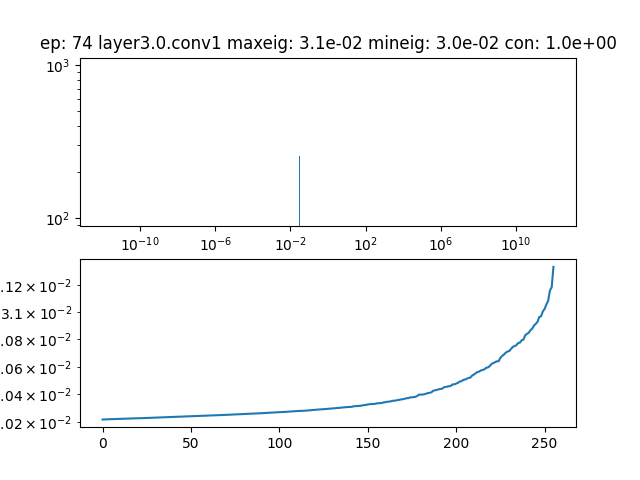 ep: 74 layer3.0.conv1 maxeig: 3.1e-02 mineig: 3.0e-02 con: 1.0e+00
10³
10²
10⁻¹⁰ 10⁻⁶ 10⁻² 10² 10⁶ 10¹⁰
.12 × 10⁻²
3.1 × 10⁻²
.08 × 10⁻²
.06 × 10⁻²
.04 × 10⁻²
.02 × 10⁻²
0 50 100 150 200 250